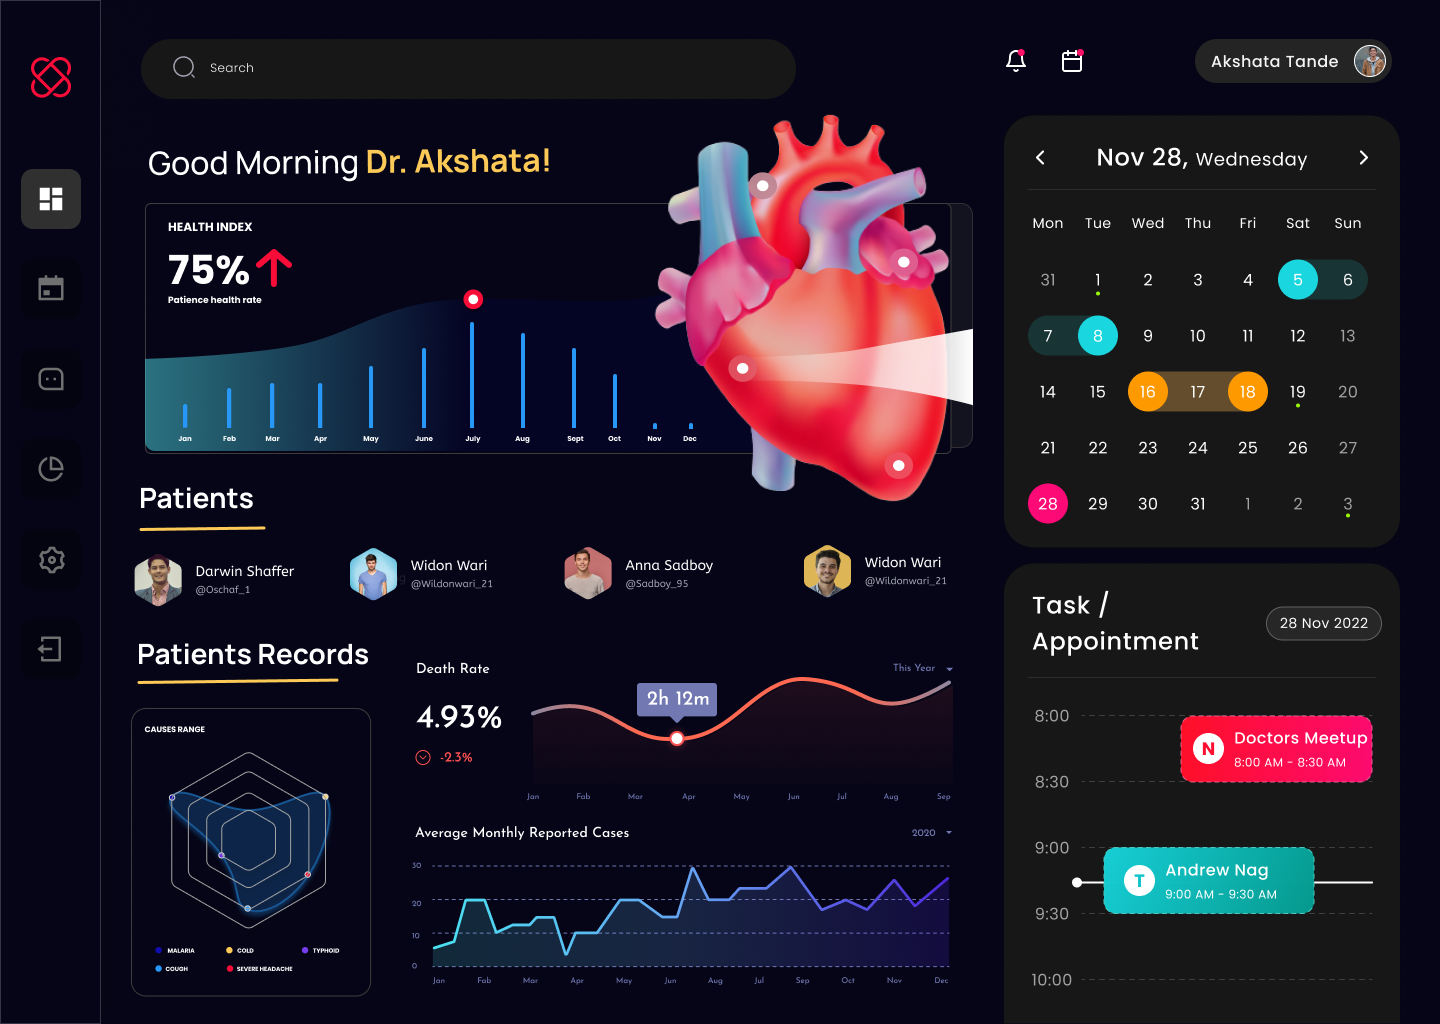 Search
Akshata Tande
Good Morning Dr. Akshata!
HEALTH INDEX
75%
Patience health rate
Jan Feb Mar Apr May June July Aug Sept Oct Nov Dec
Nov 28, Wednesday
Mon Tue Wed Thu Fri Sat Sun
31 1 2 3 4 5 6
7 8 9 10 11 12 13
14 15 16 17 18 19 20
21 22 23 24 25 26 27
28 29 30 31 1 2 3
Patients
Darwin Shaffer
@Oschaf_1
Widon Wari
@Wildonwari_21
Anna Sadboy
@Sadboy_95
Widon Wari
@Wildonwari_21
Patients Records
CAUSES RANGE
MALARIA COLD TYPHOID
COUGH SEVERE HEADACHE
Death Rate
This Year
4.93%
-2.3%
2h 12m
Jan Fab Mar Apr May Jun Jul Aug Sep
Average Monthly Reported Cases
2020
30
20
10
0
Jan Fab Mar Apr May Jun Aug Jul Sep Oct Nov Dec
Task /
Appointment
28 Nov 2022
8:00
N
Doctors Meetup
8:00 AM - 8:30 AM
8:30
9:00
T
Andrew Nag
9:00 AM - 9:30 AM
9:30
10:00